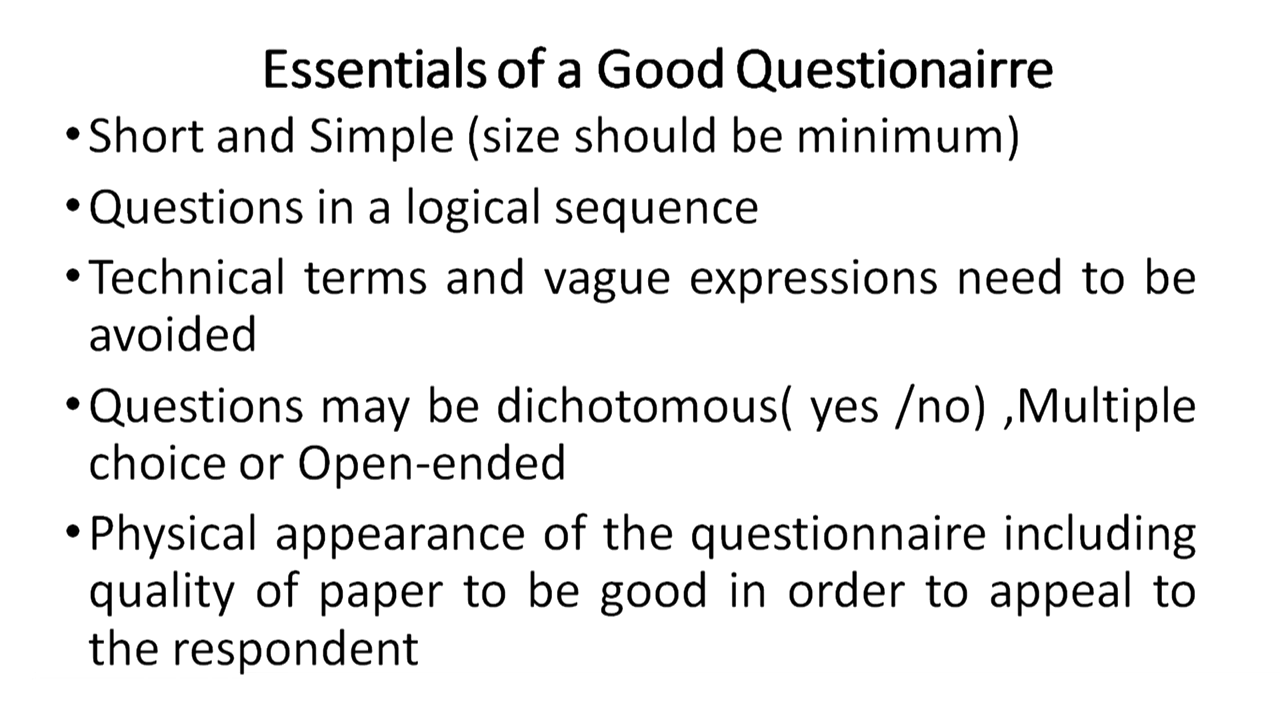 Essentials of a Good Questionairre
•Short and Simple (size should be minimum)
•Questions in a logical sequence
•Technical terms and vague expressions need to be
avoided
•Questions may be dichotomous( yes /no) ,Multiple
choice or Open-ended
•Physical appearance of the questionnaire including
quality of paper to be good in order to appeal to
the respondent